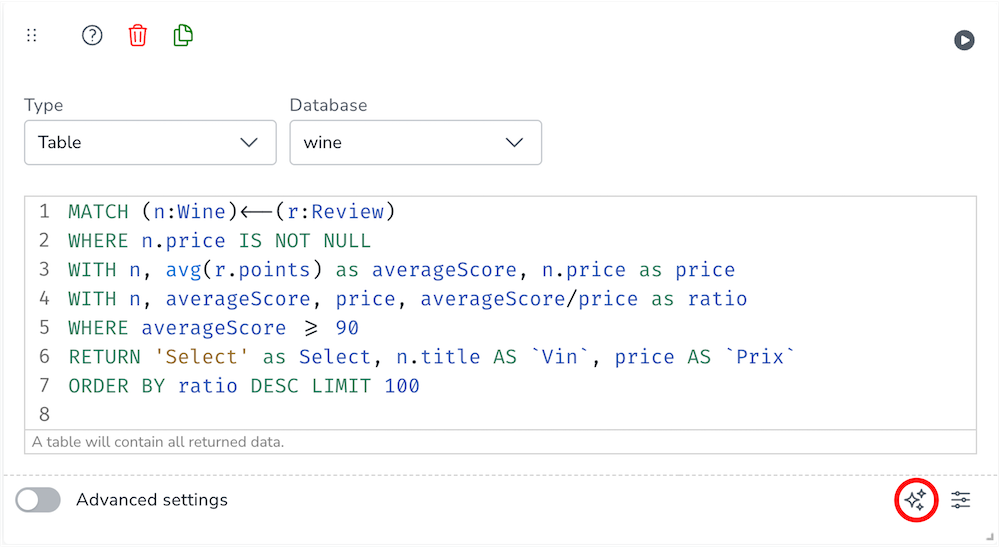 Type
Database
Table
wine
1 MATCH (n:Wine)<--(r:Review)
2 WHERE n.price IS NOT NULL
3 WITH n, avg(r.points) as averageScore, n.price as price
4 WITH n, averageScore, price, averageScore/price as ratio
5 WHERE averageScore >= 90
6 RETURN 'Select' as Select, n.title AS `Vin`, price AS `Prix`
7 ORDER BY ratio DESC LIMIT 100
8
A table will contain all returned data.
Advanced settings